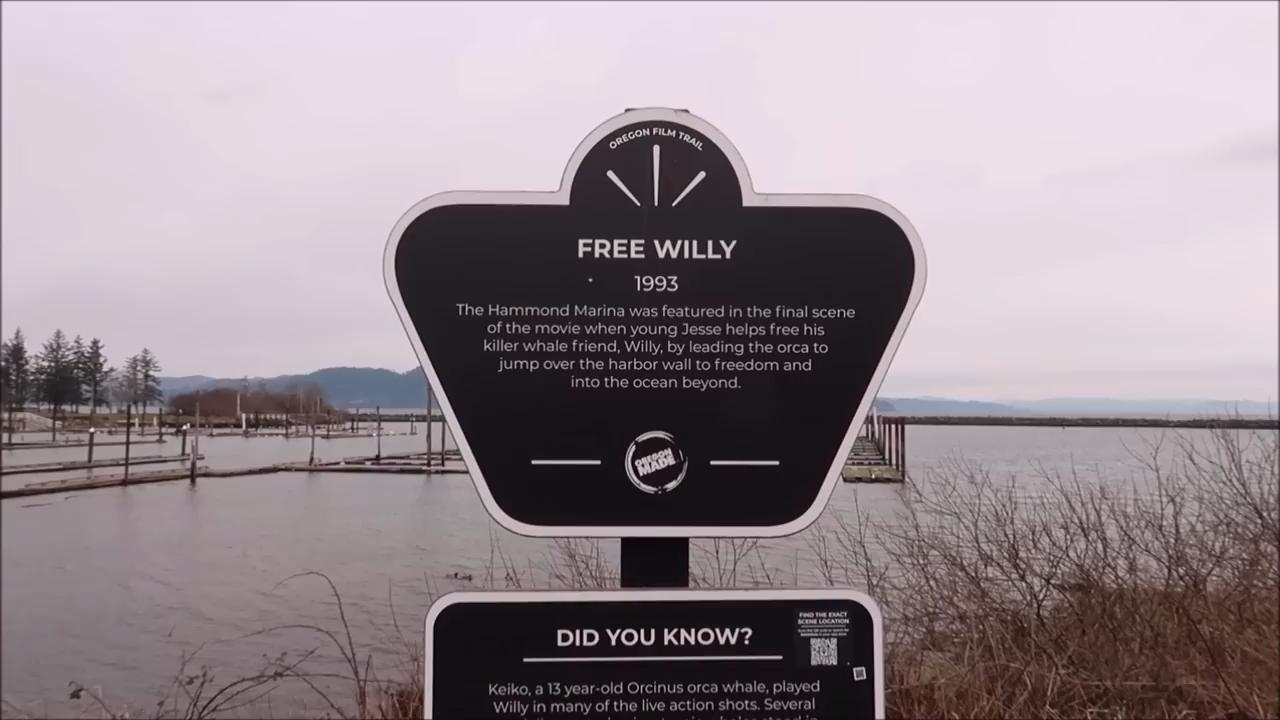 OREGON FILM TRAIL
FREE WILLY
1993
The Hammond Marina was featured in the final scene
of the movie when young Jesse helps free his
killer whale friend, Willy, by leading the orca to
jump over the harbor wall to freedom and
into the ocean beyond.
OREGON
MADE
DID YOU KNOW?
FIND THE EXACT
SCENE LOCATION
Keiko, a 13 year-old Orcinus orca whale, played
Willy in many of the live action shots. Several